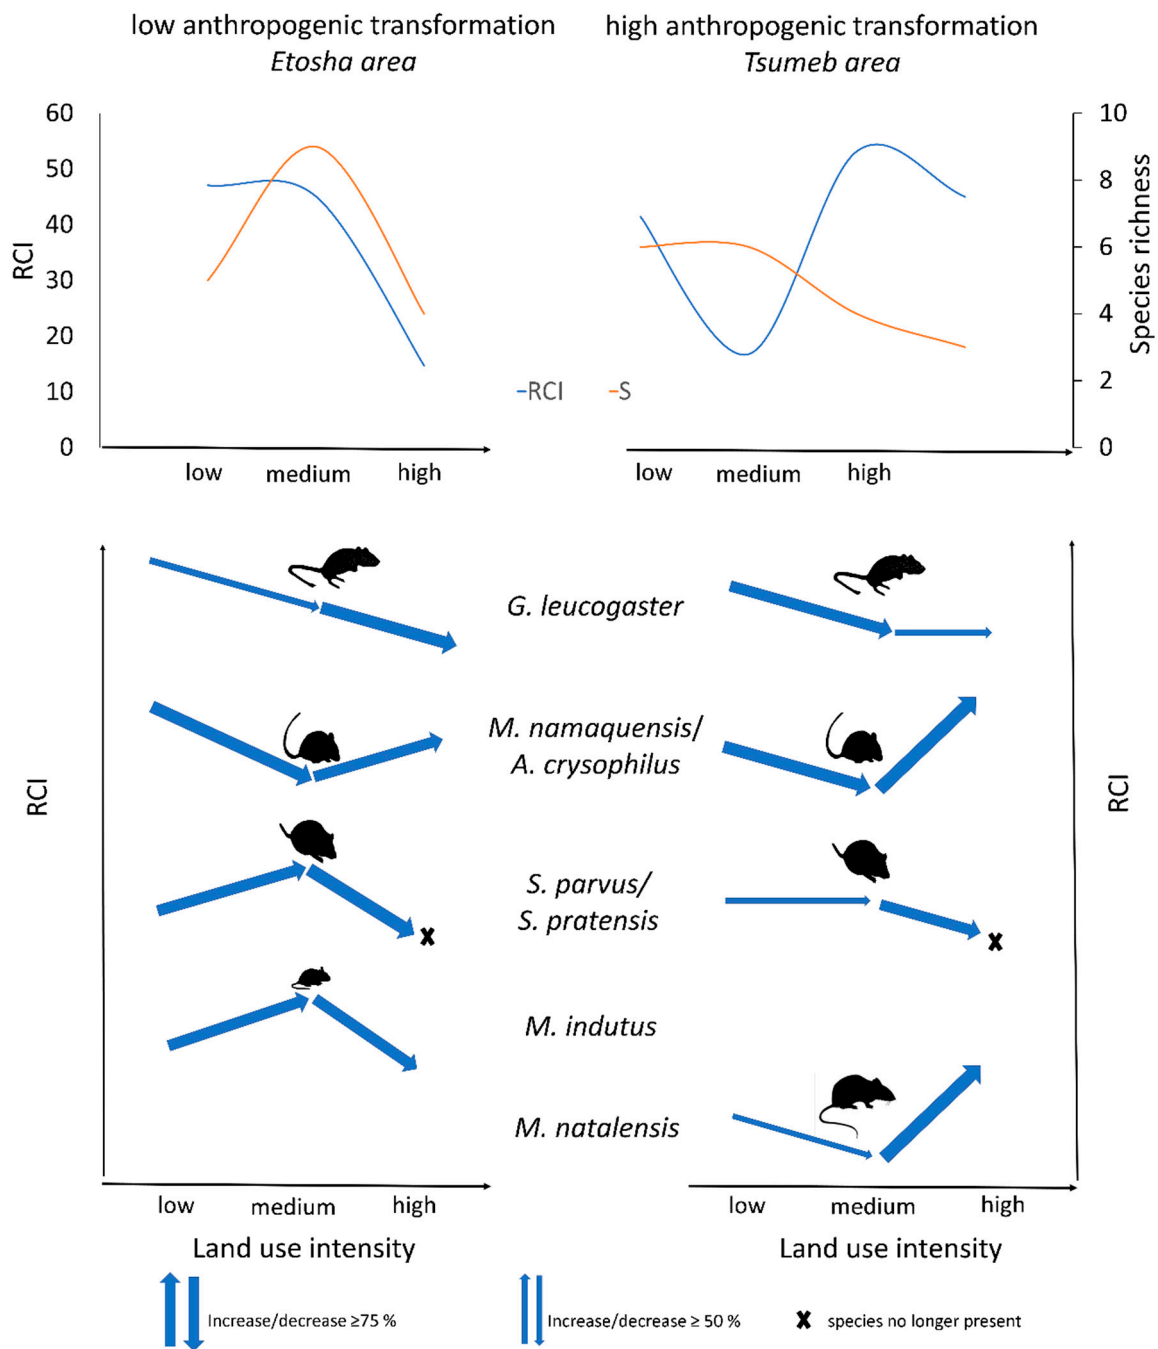 low anthropogenic transformation
Etosha area
high anthropogenic transformation
Tsumeb area
60
50
40
30
20
10
0
RCI
10
8
6
4
2
0
Species richness
RCI
S
low medium high
low medium high
G. leucogaster
M. namaquensis/
A. crysophilus
S. parvus/
S. pratensis
M. indutus
M. natalensis
RCI
RCI
X
X
low medium high
low medium high
Land use intensity
Land use intensity
Increase/decrease ≥75 %
Increase/decrease ≥ 50 %
X species no longer present